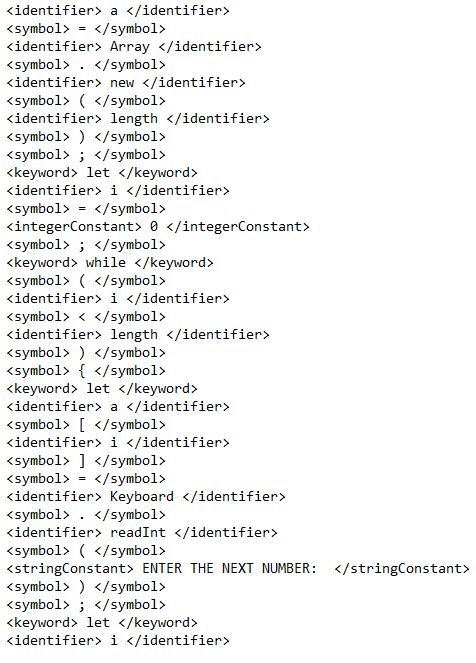 <identifier> a </identifier>
<symbol> = </symbol>
<identifier> Array </identifier>
<symbol> . </symbol>
<identifier> new </identifier>
<symbol> ( </symbol>
<identifier> length </identifier>
<symbol> ) </symbol>
<symbol> ; </symbol>
<keyword> let </keyword>
<identifier> i </identifier>
<symbol> = </symbol>
<integerConstant> 0 </integerConstant>
<symbol> ; </symbol>
<keyword> while </keyword>
<symbol> ( </symbol>
<identifier> i </identifier>
<symbol> < </symbol>
<identifier> length </identifier>
<symbol> ) </symbol>
<symbol> { </symbol>
<keyword> let </keyword>
<identifier> a </identifier>
<symbol> [ </symbol>
<identifier> i </identifier>
<symbol> ] </symbol>
<symbol> = </symbol>
<identifier> Keyboard </identifier>
<symbol> . </symbol>
<identifier> readInt </identifier>
<symbol> ( </symbol>
<stringConstant> ENTER THE NEXT NUMBER:  </stringConstant>
<symbol> ) </symbol>
<symbol> ; </symbol>
<keyword> let </keyword>
<identifier> i </identifier>